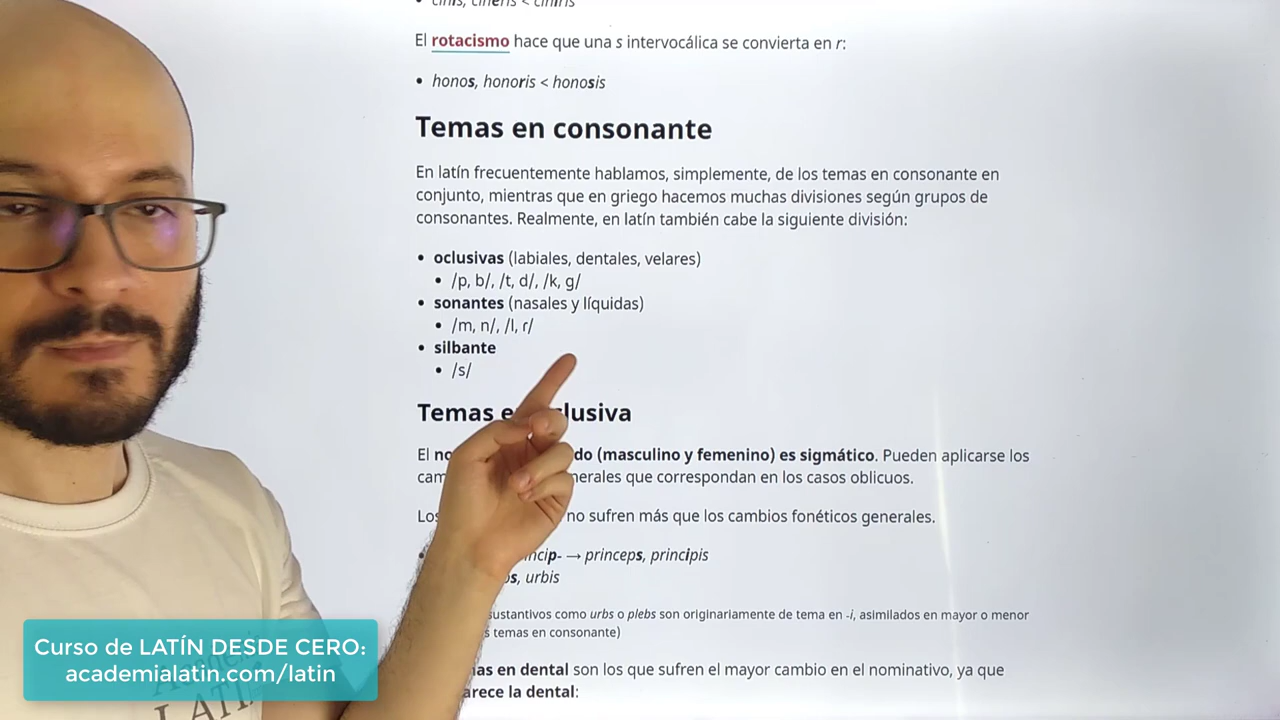 cinis, cineris < ciniris
El rotacismo hace que una s intervocálica se convierta en r:
• honos, honoris < honosis
Temas en consonante
En latín frecuentemente hablamos, simplemente, de los temas en consonante en
conjunto, mientras que en griego hacemos muchas divisiones según grupos de
consonantes. Realmente, en latín también cabe la siguiente división:
• oclusivas (labiales, dentales, velares)
• /p, b/, /t, d/, /k, g/
• sonantes (nasales y líquidas)
• /m, n/, /l, r/
• silbante
• /s/
Temas e clusiva
El no do (masculino y femenino) es sigmático. Pueden aplicarse los
cam nerales que correspondan en los casos oblicuos.
Los no sufren más que los cambios fonéticos generales.
ncip- → princeps, principis
os, urbis
sustantivos como urbs o plebs son originariamente de tema en -i, asimilados en mayor o menor
s temas en consonante)
as en dental son los que sufren el mayor cambio en el nominativo, ya que
arece la dental:
Curso de LATÍN DESDE CERO:
academialatin.com/latin